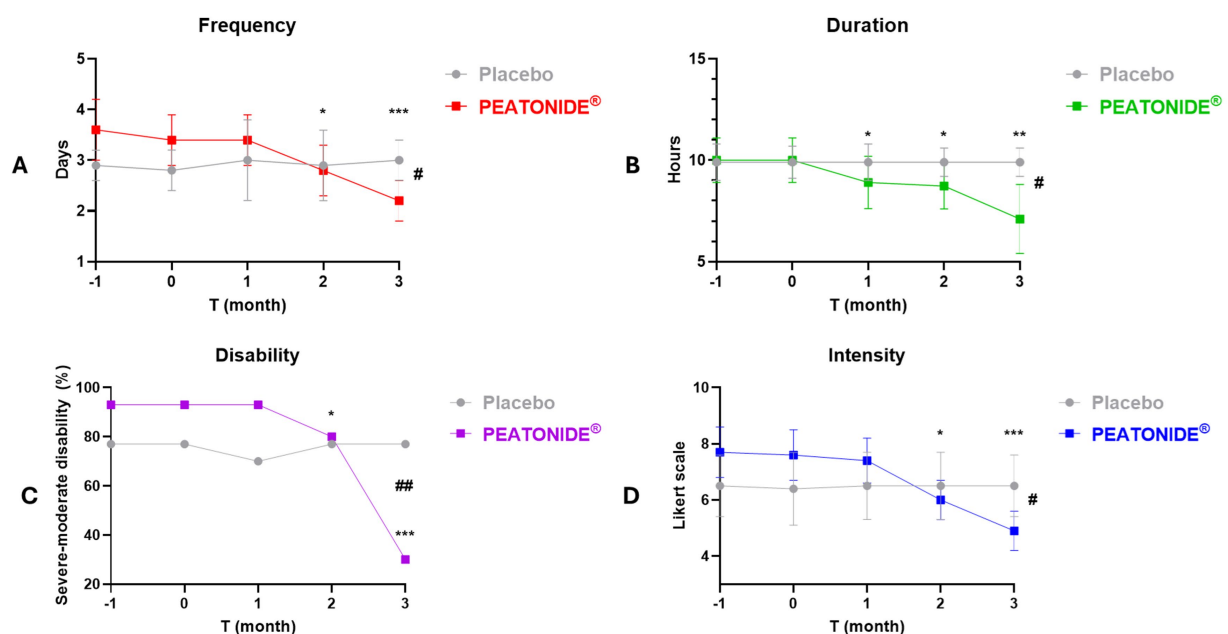 Frequency
A
Days
5
4
3
2
1
* ***
#
-1 0 1 2 3
T (month)
Placebo
PEATONIDE®
Duration
B
Hours
15
10
5
* * **
#
-1 0 1 2 3
T (month)
Placebo
PEATONIDE®
Disability
C
Severe-moderate disability (%)
100
80
60
40
20
*
##
***
-1 0 1 2 3
T (month)
Placebo
PEATONIDE®
Intensity
D
Likert scale
10
8
6
4
* ***
#
-1 0 1 2 3
T (month)
Placebo
PEATONIDE®